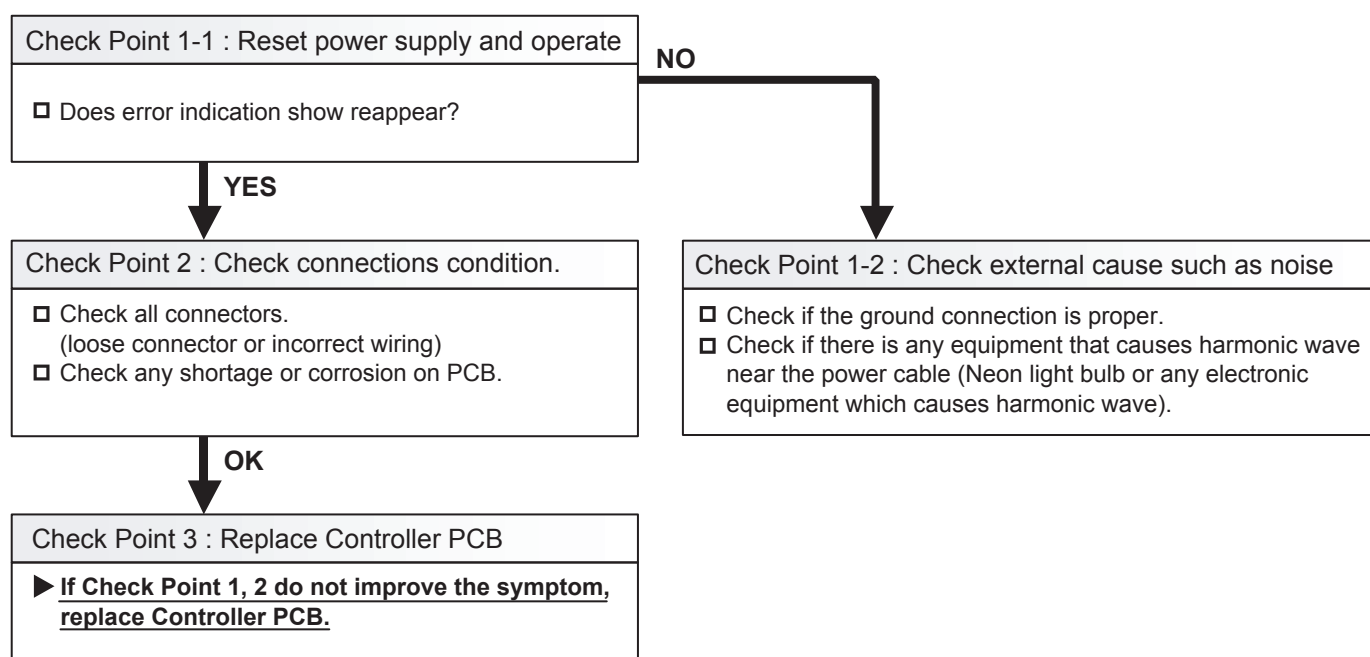 Check Point 1-1 : Reset power supply and operate
NO
Does error indication show reappear?
YES
Check Point 2 : Check connections condition.
Check all connectors.
(loose connector or incorrect wiring)
Check any shortage or corrosion on PCB.
Check Point 1-2 : Check external cause such as noise
Check if the ground connection is proper.
Check if there is any equipment that causes harmonic wave
near the power cable (Neon light bulb or any electronic
equipment which causes harmonic wave).
OK
Check Point 3 : Replace Controller PCB
If Check Point 1, 2 do not improve the symptom,
replace Controller PCB.